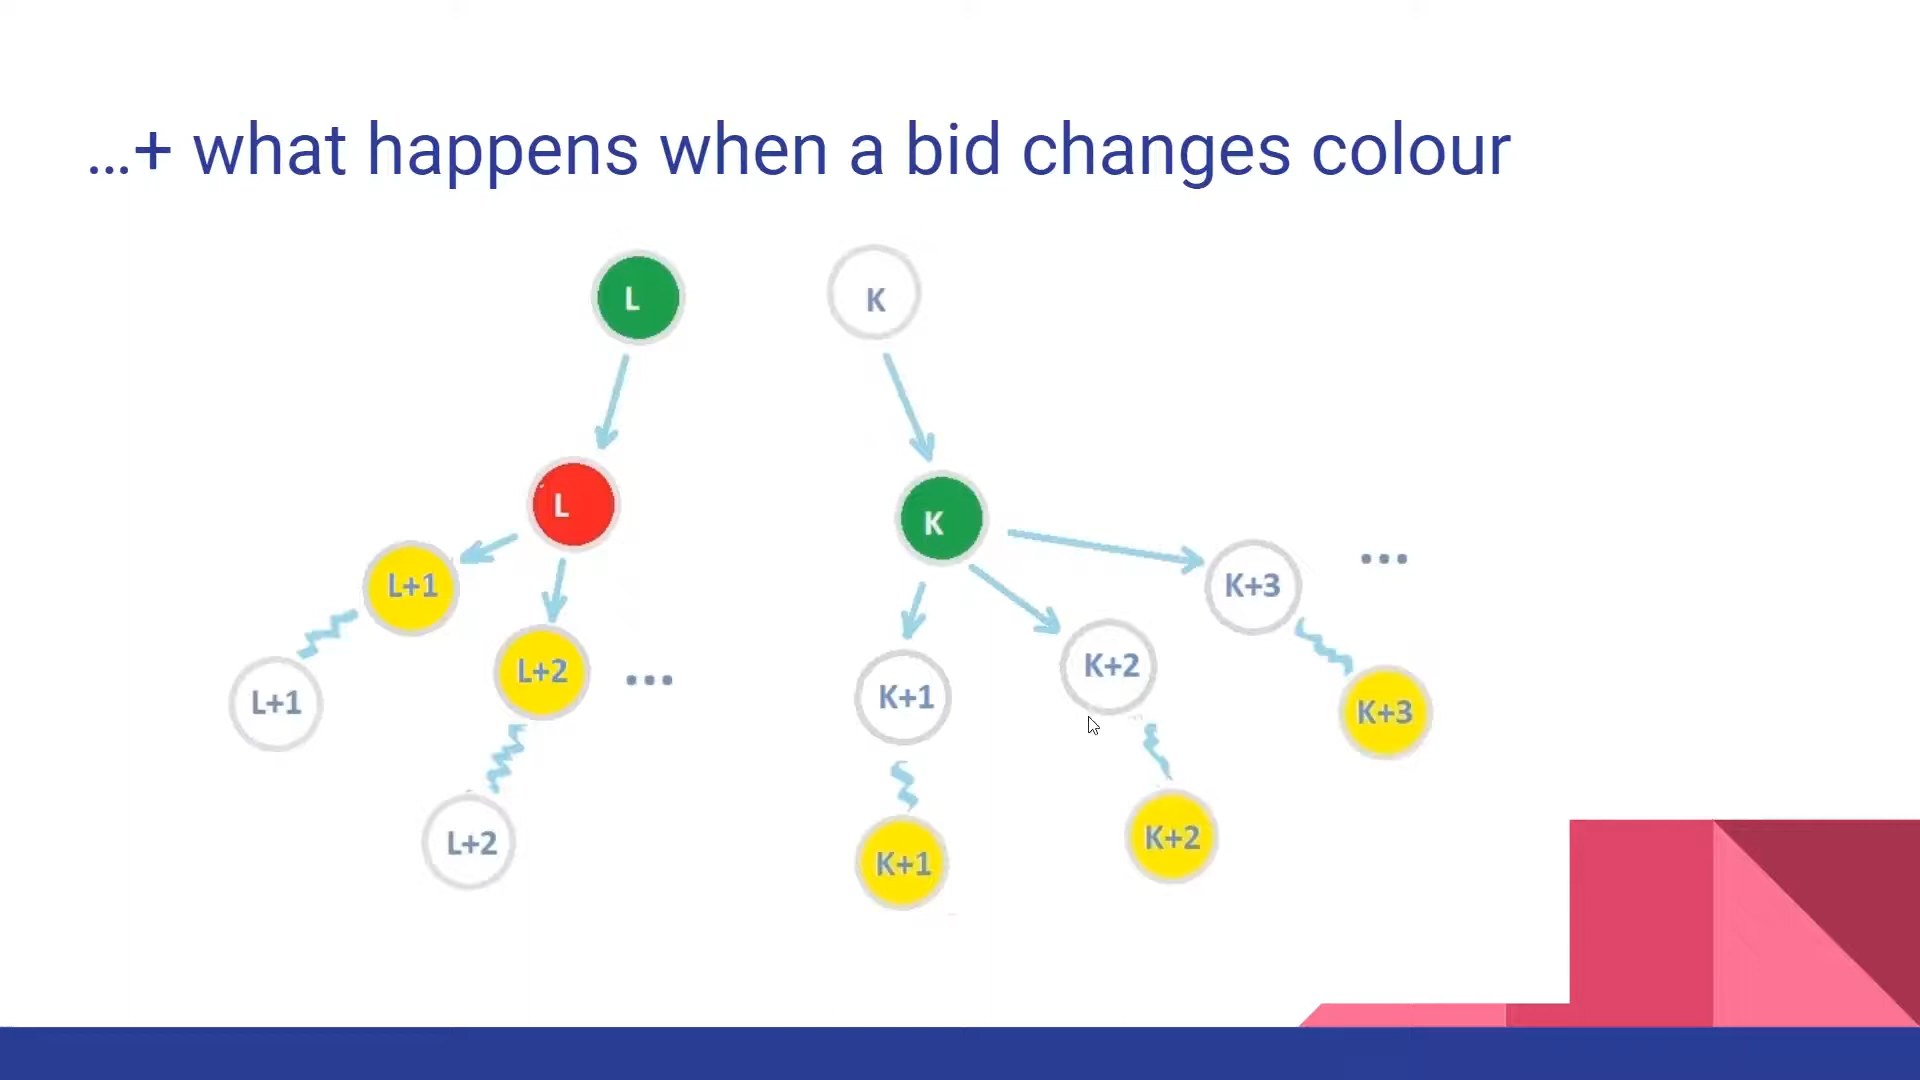 ...+ what happens when a bid changes colour
L
K
L
K
L+1
K+3
...
L+2
...
K+1
K+2
L+1
K+3
L+2
K+1
K+2